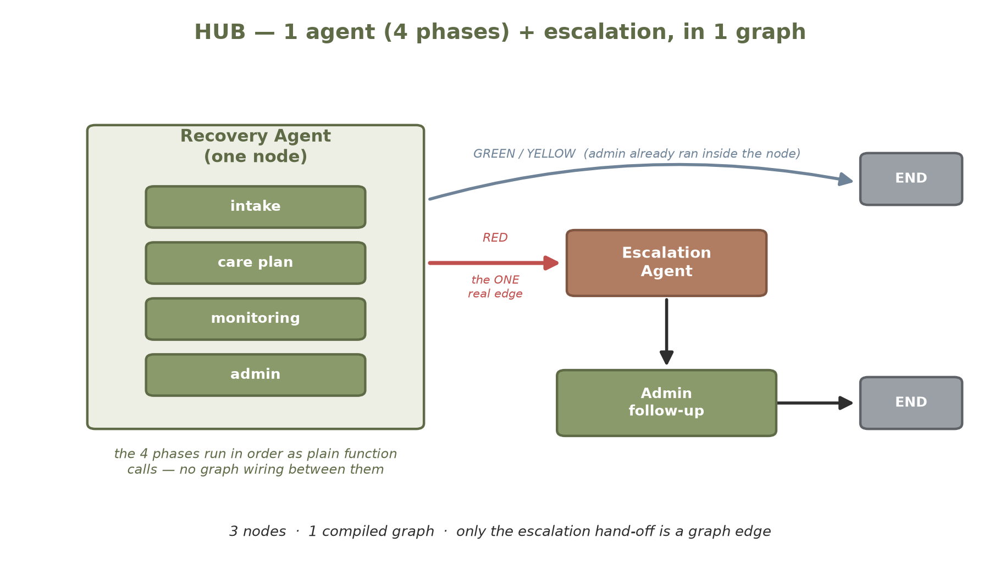 HUB — 1 agent (4 phases) + escalation, in 1 graph
Recovery Agent
(one node)
intake
care plan
monitoring
admin
the 4 phases run in order as plain function
calls — no graph wiring between them
GREEN / YELLOW  (admin already ran inside the node)
END
RED
the ONE
real edge
Escalation
Agent
Admin
follow-up
END
3 nodes  ·  1 compiled graph  ·  only the escalation hand-off is a graph edge